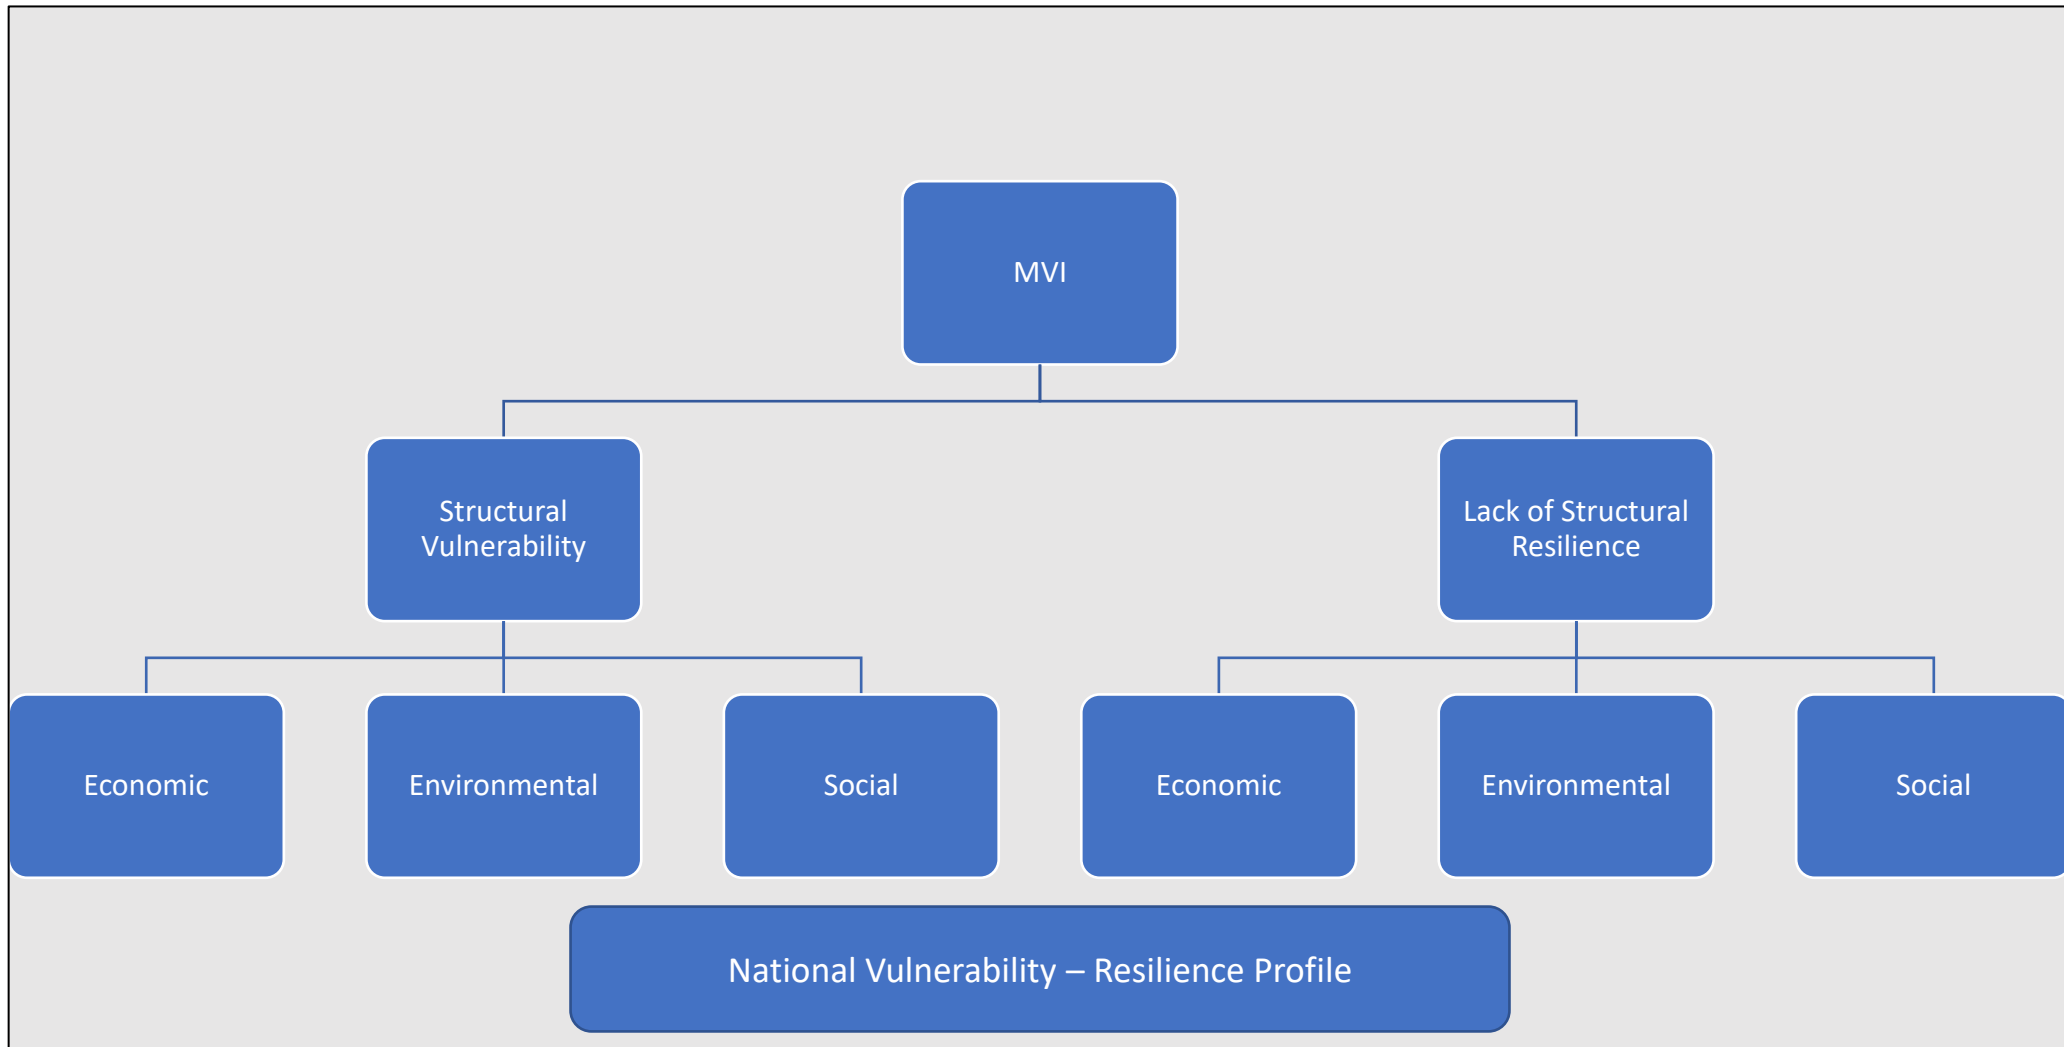 MVI
Structural
Vulnerability
Lack of Structural
Resilience
Economic
Environmental
Social
Economic
Environmental
Social
National Vulnerability – Resilience Profile